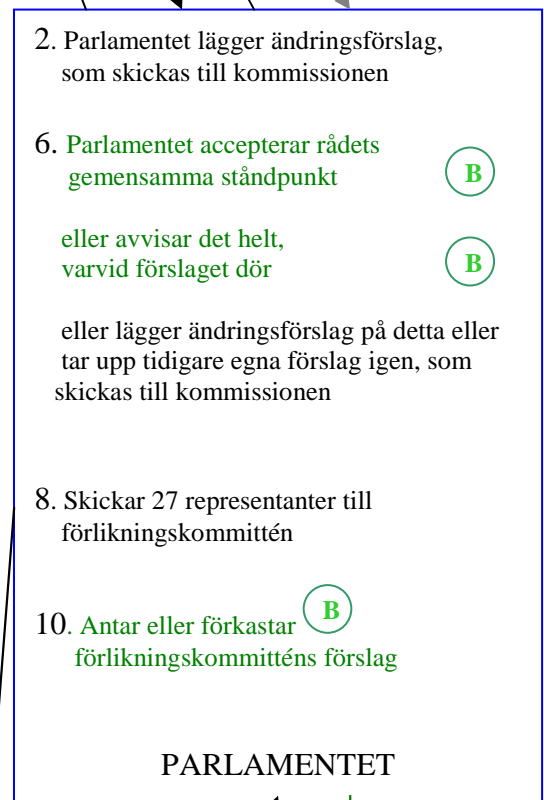 2. Parlamentet lägger ändringsförslag,
som skickas till kommissionen
6. Parlamentet accepterar rådets
gemensamma ståndpunkt B
eller avvisar det helt,
varvid förslaget dör B
eller lägger ändringsförslag på detta eller
tar upp tidigare egna förslag igen, som
skickas till kommissionen
8. Skickar 27 representanter till
förlikningskommittén
10. Antar eller förkastar B
förlikningskommitténs förslag
PARLAMENTET